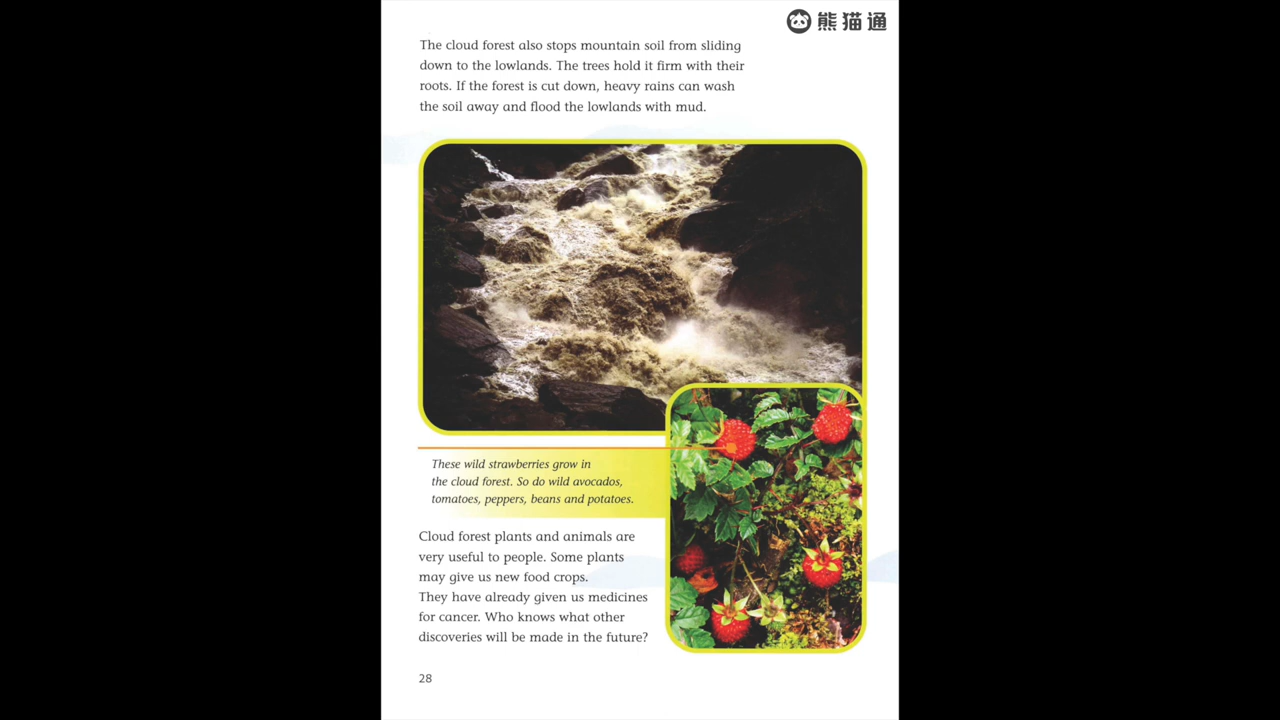 熊猫通
The cloud forest also stops mountain soil from sliding
down to the lowlands. The trees hold it firm with their
roots. If the forest is cut down, heavy rains can wash
the soil away and flood the lowlands with mud.
These wild strawberries grow in
the cloud forest. So do wild avocados,
tomatoes, peppers, beans and potatoes.
Cloud forest plants and animals are
very useful to people. Some plants
may give us new food crops.
They have already given us medicines
for cancer. Who knows what other
discoveries will be made in the future?
28